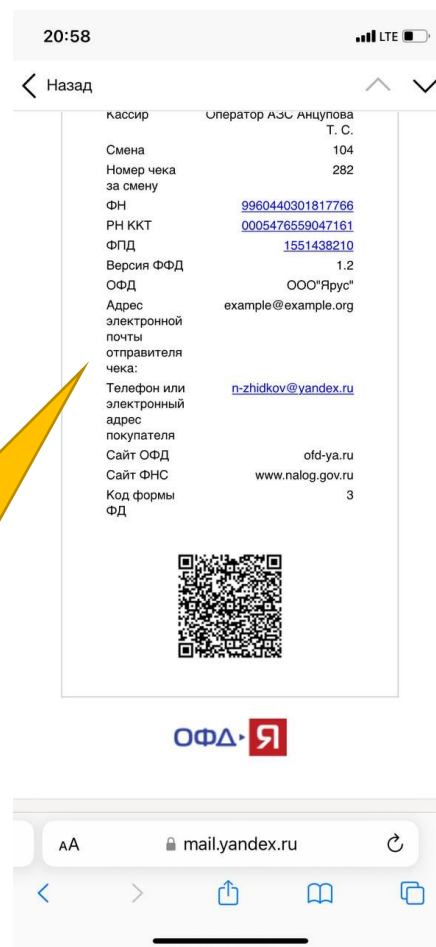 20:58 LTE
Назад
Кассир Оператор АЗС Анцупова
Т. С.
Смена 104
Номер чека 282
за смену
ФН 9960440301817766
РН ККТ 0005476559047161
ФПД 1551438210
Версия ФФД 1.2
ОФД ООО"Ярус"
Адрес example@example.org
электронной
почты
отправителя
чека:
Телефон или n-zhidkov@yandex.ru
электронный
адрес
покупателя
Сайт ОФД ofd-ya.ru
Сайт ФНС www.nalog.gov.ru
Код формы 3
ФД
ОФД Я
АА mail.yandex.ru